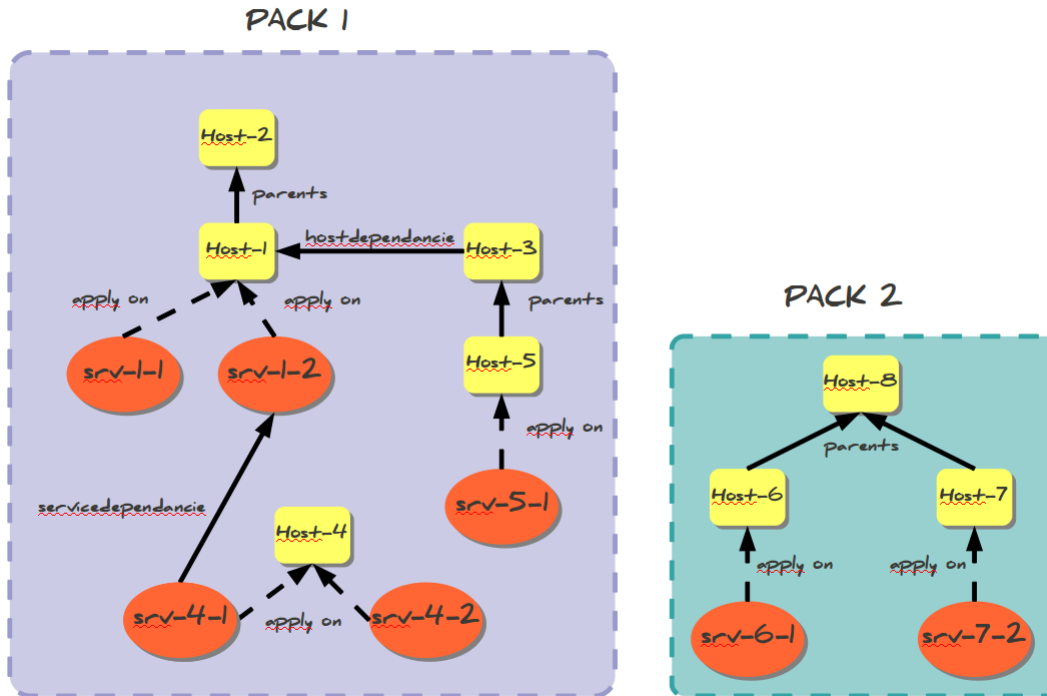 PACK 1
Host-2
parents
Host-1
hostdependancie
Host-3
apply on
apply on
parents
srv-1-1
srv-1-2
Host-5
apply on
servicedependancie
srv-5-1
Host-4
srv-4-1
apply on
srv-4-2
PACK 2
Host-8
parents
Host-6
Host-7
apply on
apply on
srv-6-1
srv-7-2